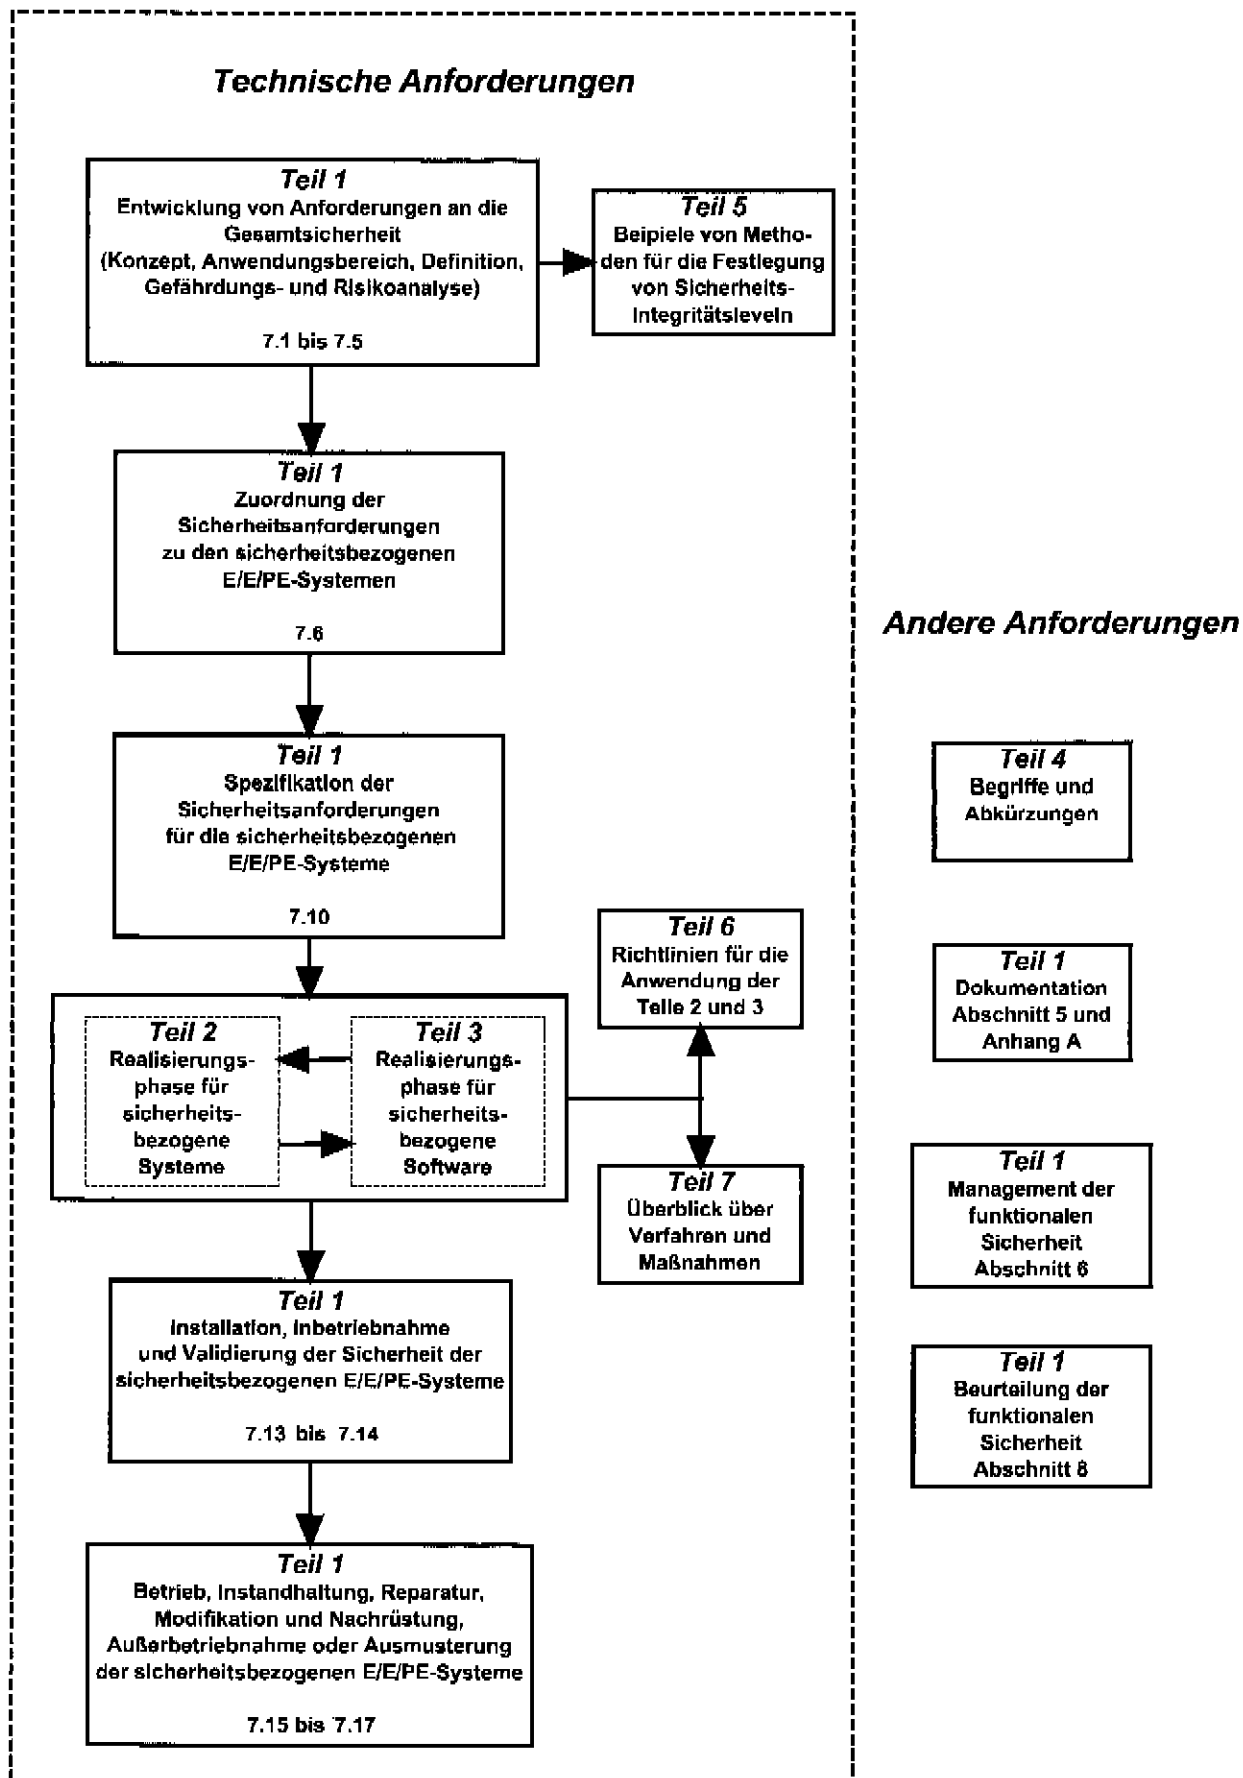 Technische Anforderungen
Teil 1
Entwicklung von Anforderungen an die
Gesamtsicherheit
(Konzept, Anwendungsbereich, Definition,
Gefährdungs- und Risikoanalyse)
7.1 bis 7.5
Teil 5
Beipiele von Metho-
den für die Festlegung
von Sicherheits-
Integritätsleveln
Teil 1
Zuordnung der
Sicherheitsanforderungen
zu den sicherheitsbezogenen
E/E/PE-Systemen
7.6
Teil 1
Spezifikation der
Sicherheitsanforderungen
für die sicherheitsbezogenen
E/E/PE-Systeme
7.10
Teil 6
Richtlinien für die
Anwendung der
Teile 2 und 3
Teil 2
Realisierungs-
phase für
sicherheits-
bezogene
Systeme
Teil 3
Realisierungs-
phase für
sicherheits-
bezogene
Software
Teil 7
Überblick über
Verfahren und
Maßnahmen
Teil 1
Installation, Inbetriebnahme
und Validierung der Sicherheit der
sicherheitsbezogenen E/E/PE-Systeme
7.13 bis 7.14
Teil 1
Betrieb, Instandhaltung, Reparatur,
Modifikation und Nachrüstung,
Außerbetriebnahme oder Ausmusterung
der sicherheitsbezogenen E/E/PE-Systeme
7.15 bis 7.17
Andere Anforderungen
Teil 4
Begriffe und
Abkürzungen
Teil 1
Dokumentation
Abschnitt 5 und
Anhang A
Teil 1
Management der
funktionalen
Sicherheit
Abschnitt 6
Teil 1
Beurteilung der
funktionalen
Sicherheit
Abschnitt 8